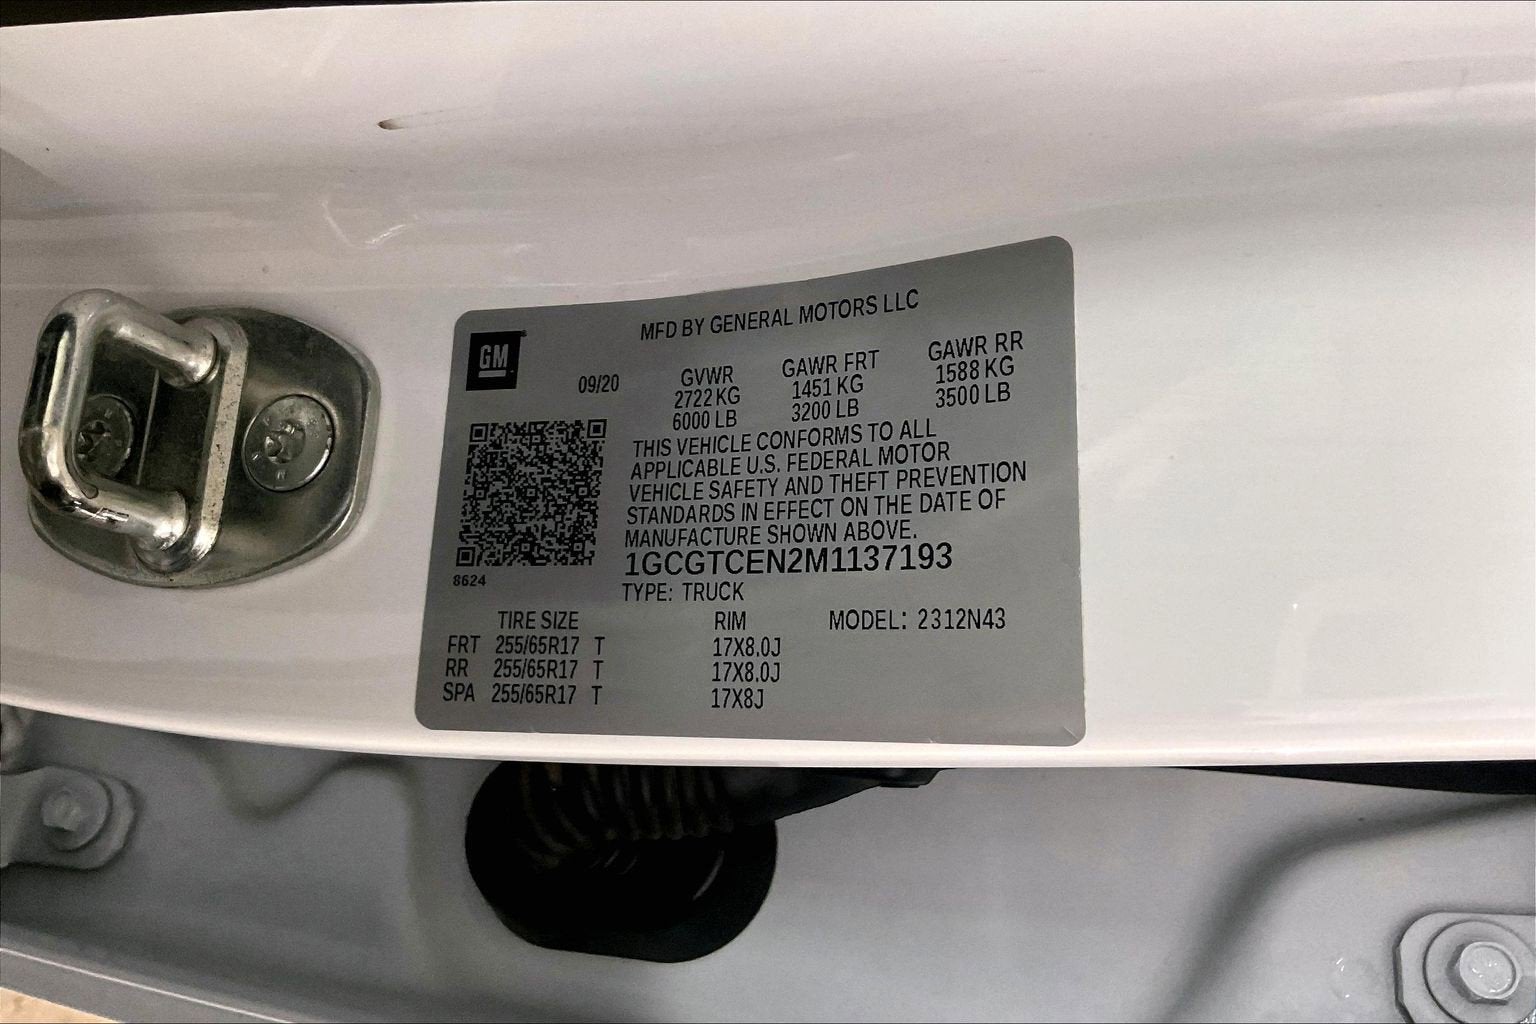 MFD BY GENERAL MOTORS LLC
GM
09/20
GVWR GAWR FRT GAWR RR
2722 KG 1451 KG 1588 KG
6000 LB 3200 LB 3500 LB
THIS VEHICLE CONFORMS TO ALL
APPLICABLE U.S. FEDERAL MOTOR
VEHICLE SAFETY AND THEFT PREVENTION
STANDARDS IN EFFECT ON THE DATE OF
MANUFACTURE SHOWN ABOVE.
1GCGTCEN2M1137193
8624
TYPE: TRUCK
TIRE SIZE RIM MODEL: 2312N43
FRT 255/65R17 T 17X8.0J
RR 255/65R17 T 17X8.0J
SPA 255/65R17 T 17X8J